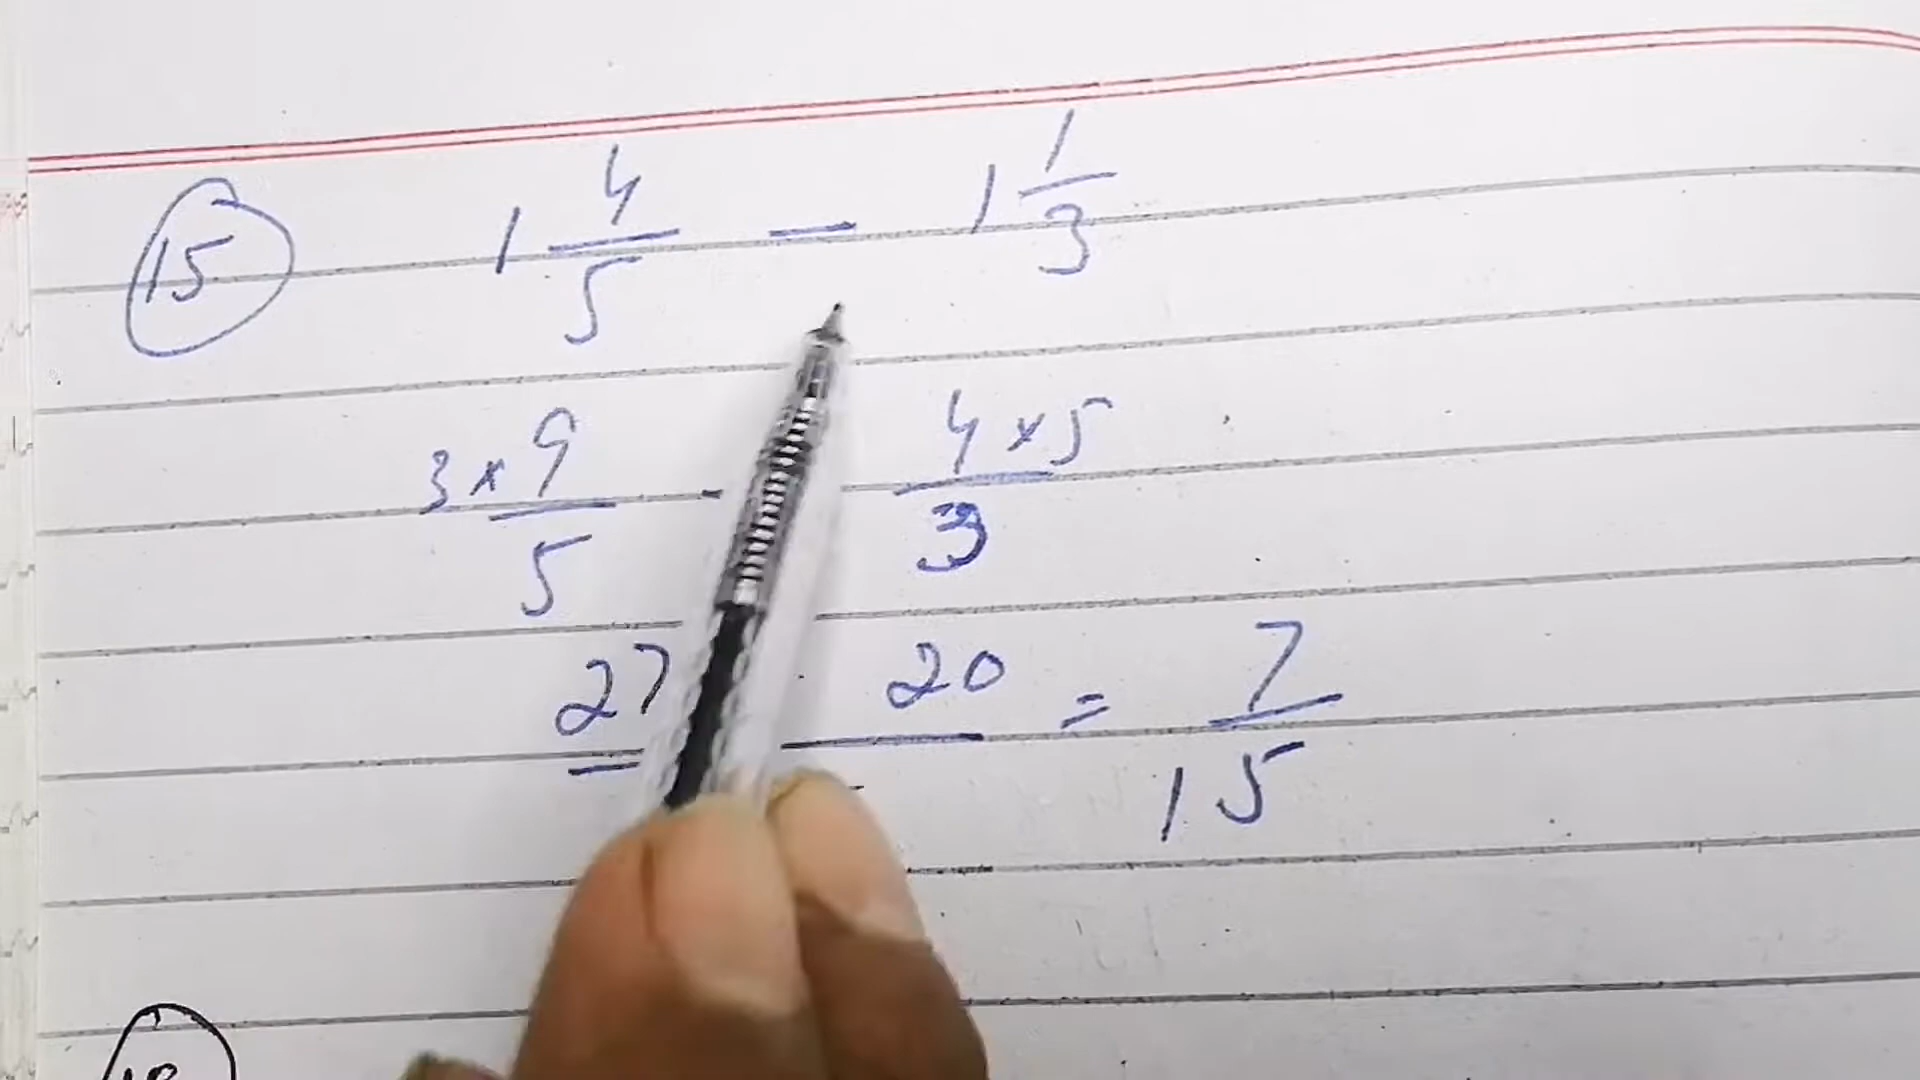 15 1 4/5 — 1 1/3
3 × 9/5 - 4 × 5/3
27 20 = 7/15